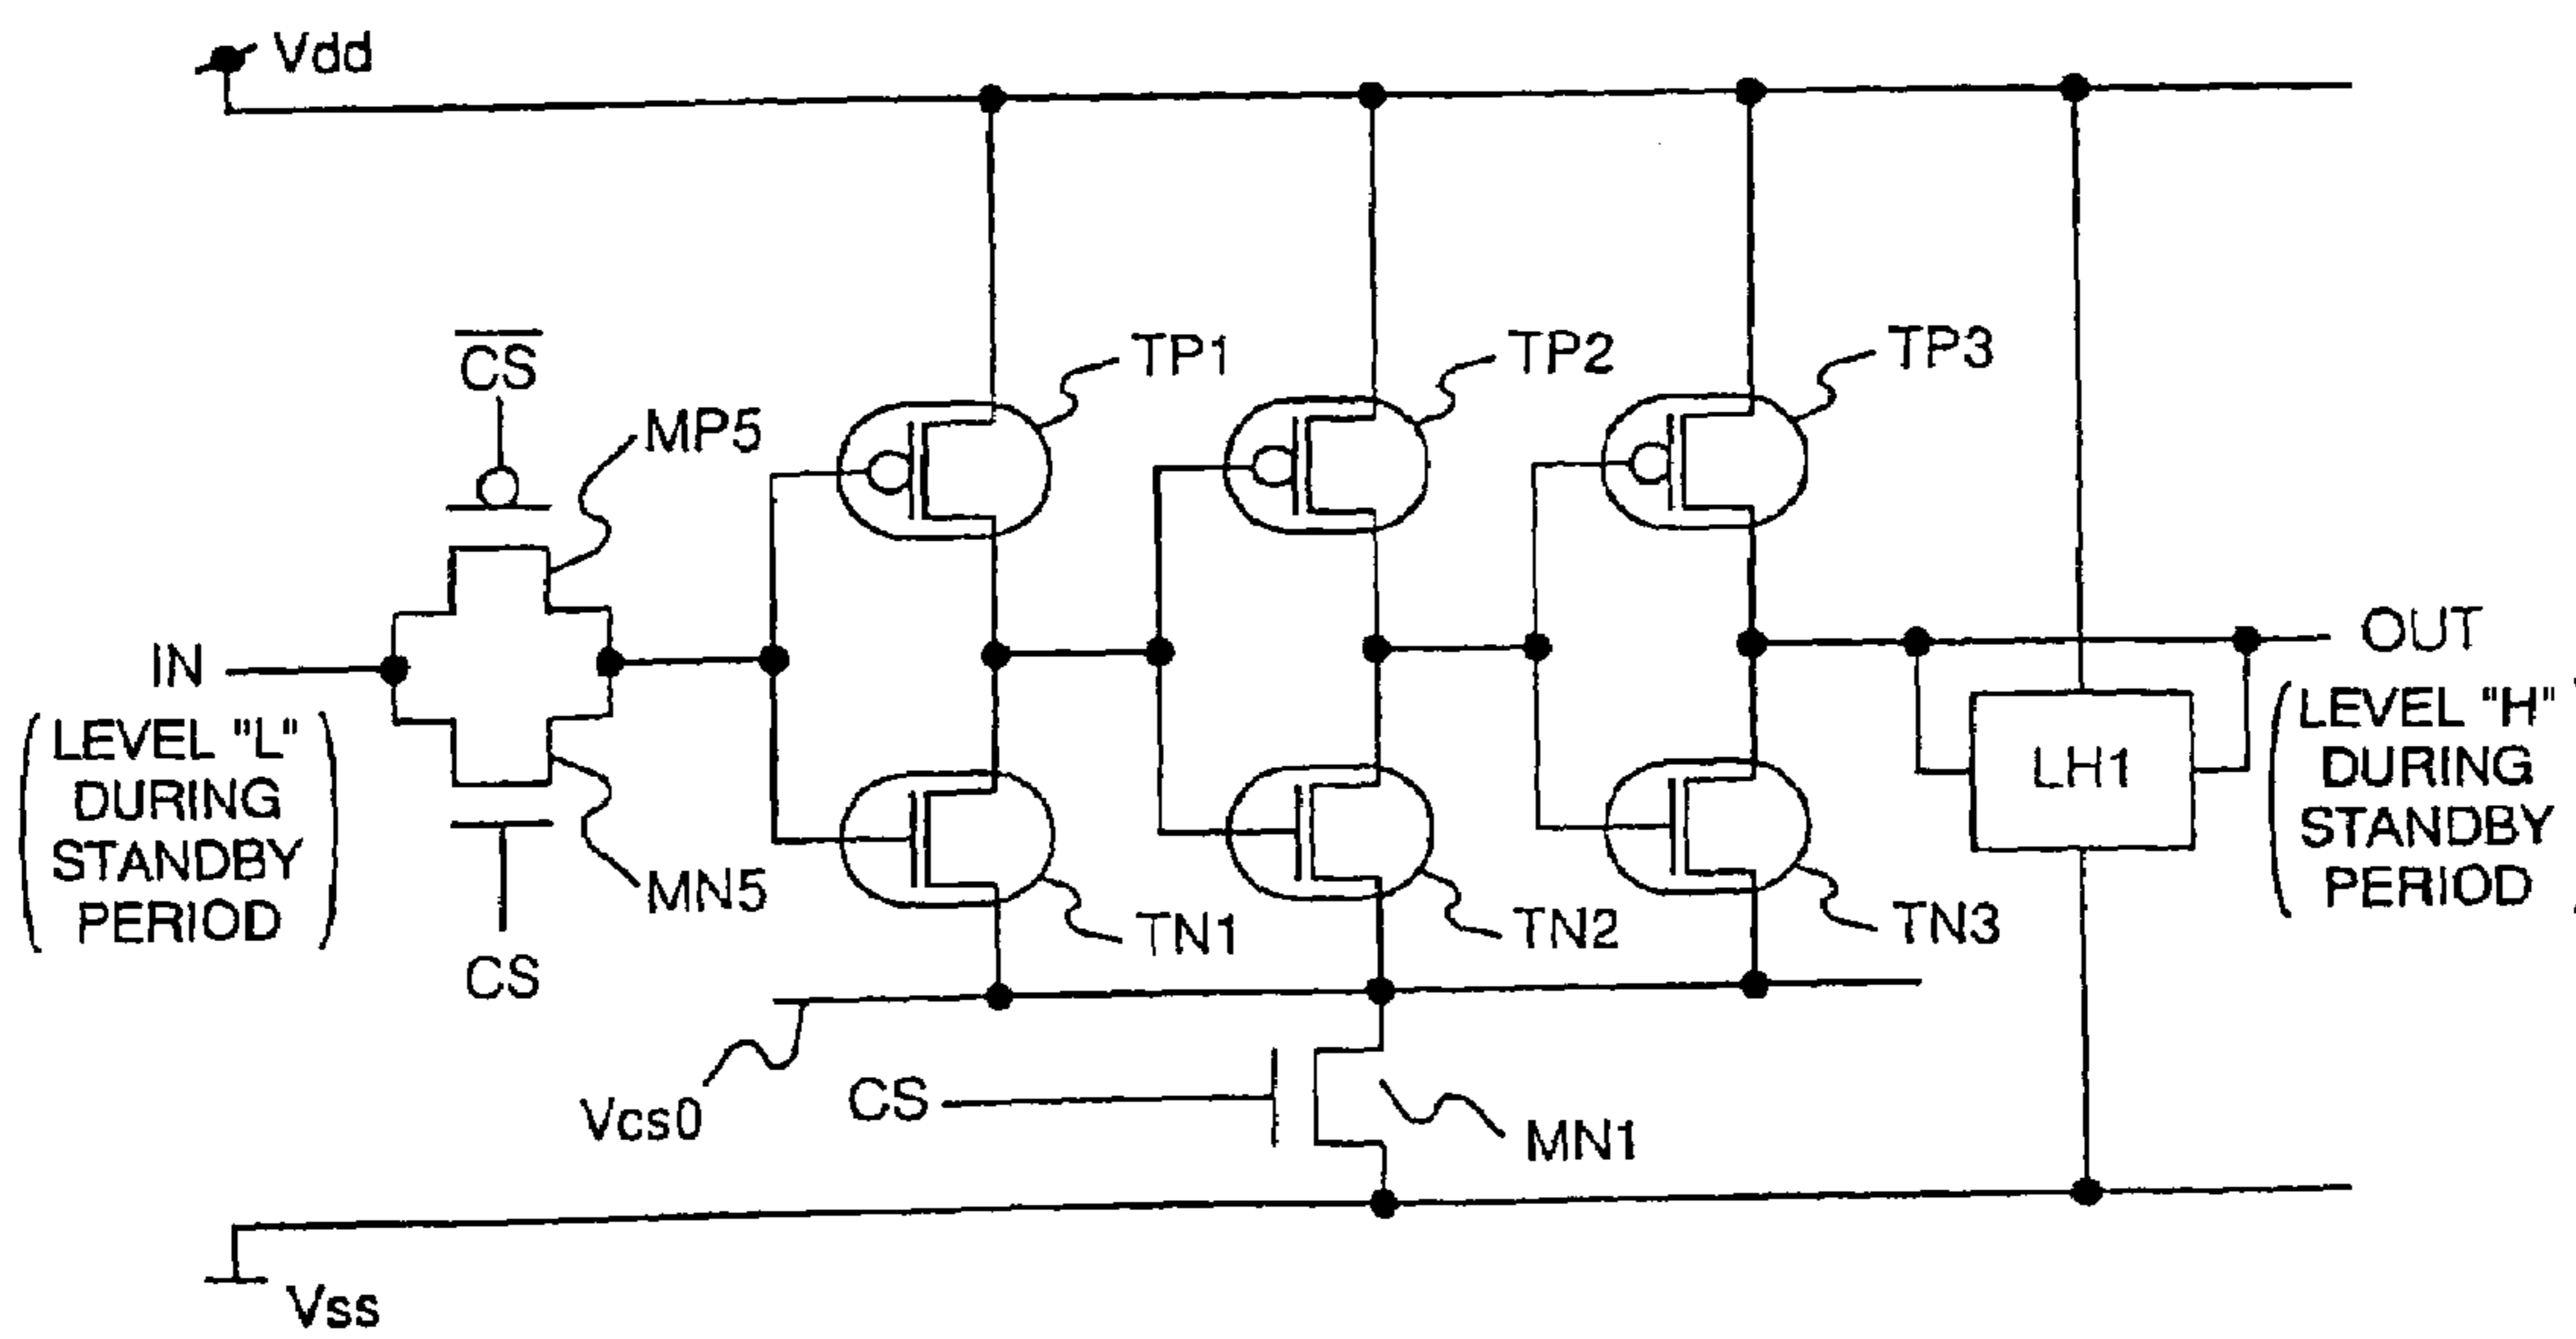 Vdd
C̅S̅
MP5
TP1
TP2
TP3
IN
(LEVEL "L"
DURING
STANDBY
PERIOD)
MN5
CS
TN1
TN2
TN3
LH1
OUT
(LEVEL "H"
DURING
STANDBY
PERIOD)
Vcs0
CS
MN1
Vss